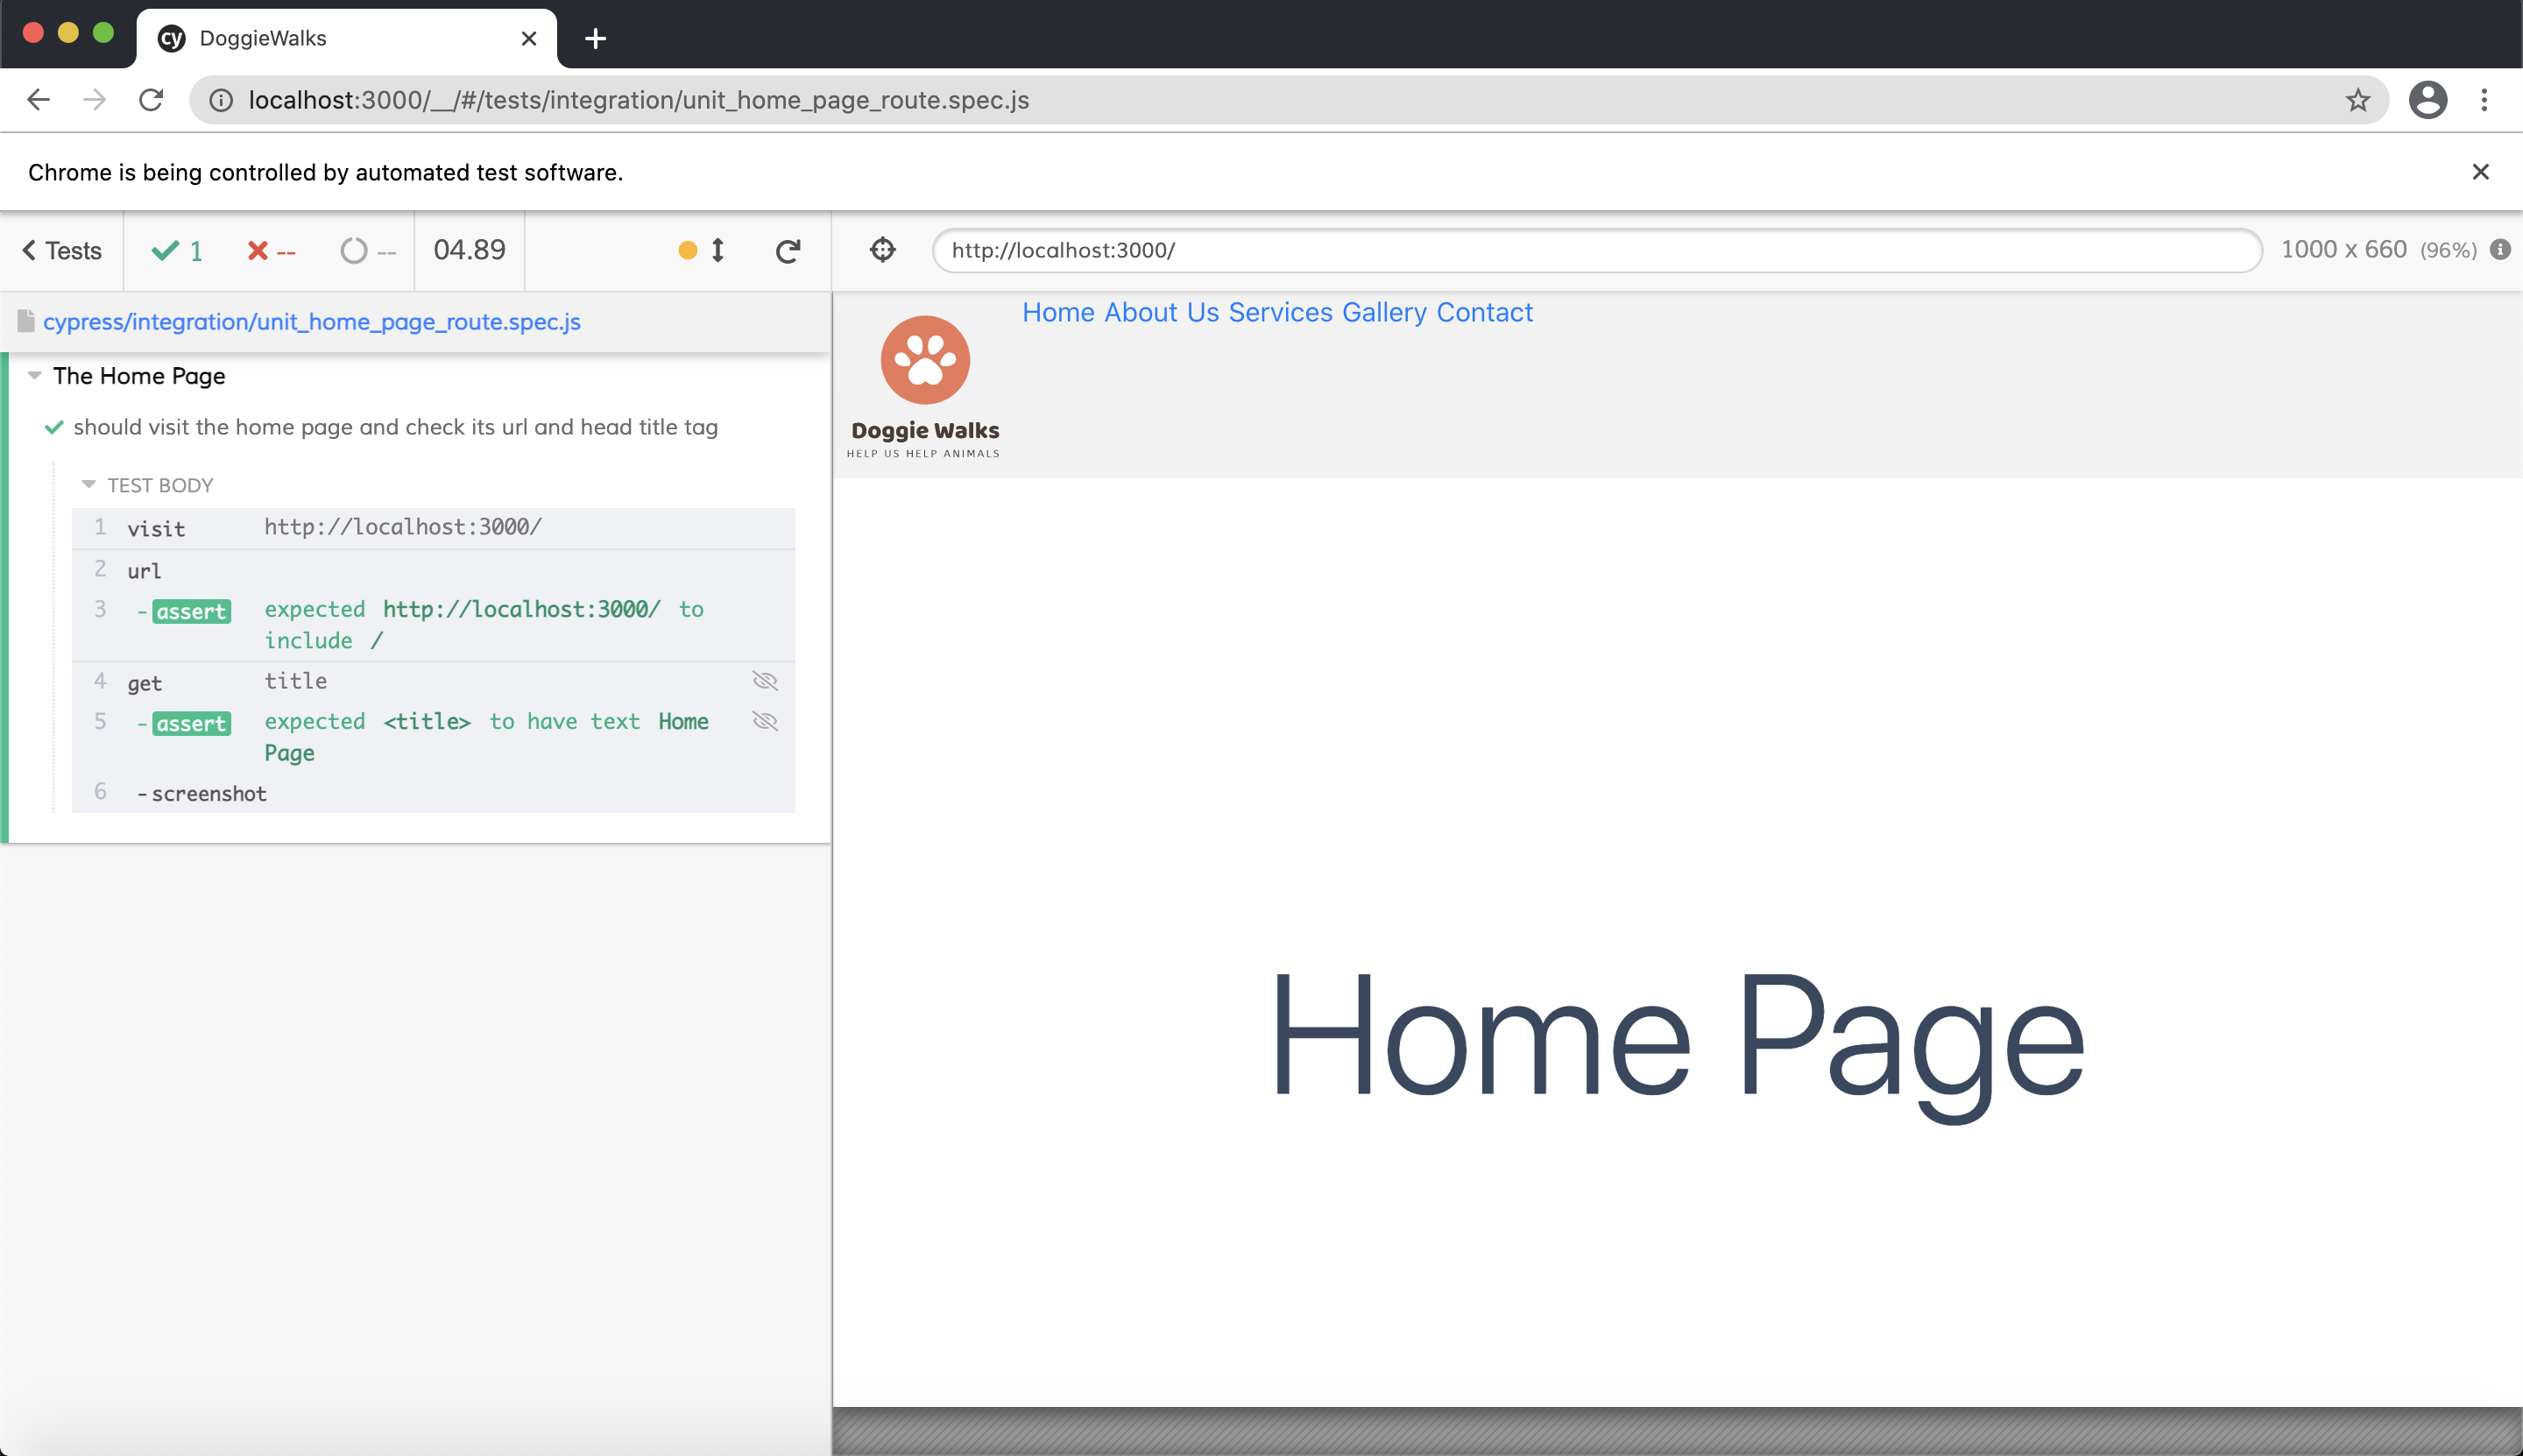 cy DoggieWalks
localhost:3000/__/#/tests/integration/unit_home_page_route.spec.js
Chrome is being controlled by automated test software.
Tests 1 -- -- 04.89
http://localhost:3000/ 1000 x 660 (96%)
cypress/integration/unit_home_page_route.spec.js
The Home Page
should visit the home page and check its url and head title tag
TEST BODY
1 visit http://localhost:3000/
2 url
3 -assert expected http://localhost:3000/ to
include /
4 get title
5 -assert expected <title> to have text Home
Page
6 -screenshot
Home About Us Services Gallery Contact
Doggie Walks
HELP US HELP ANIMALS
Home Page